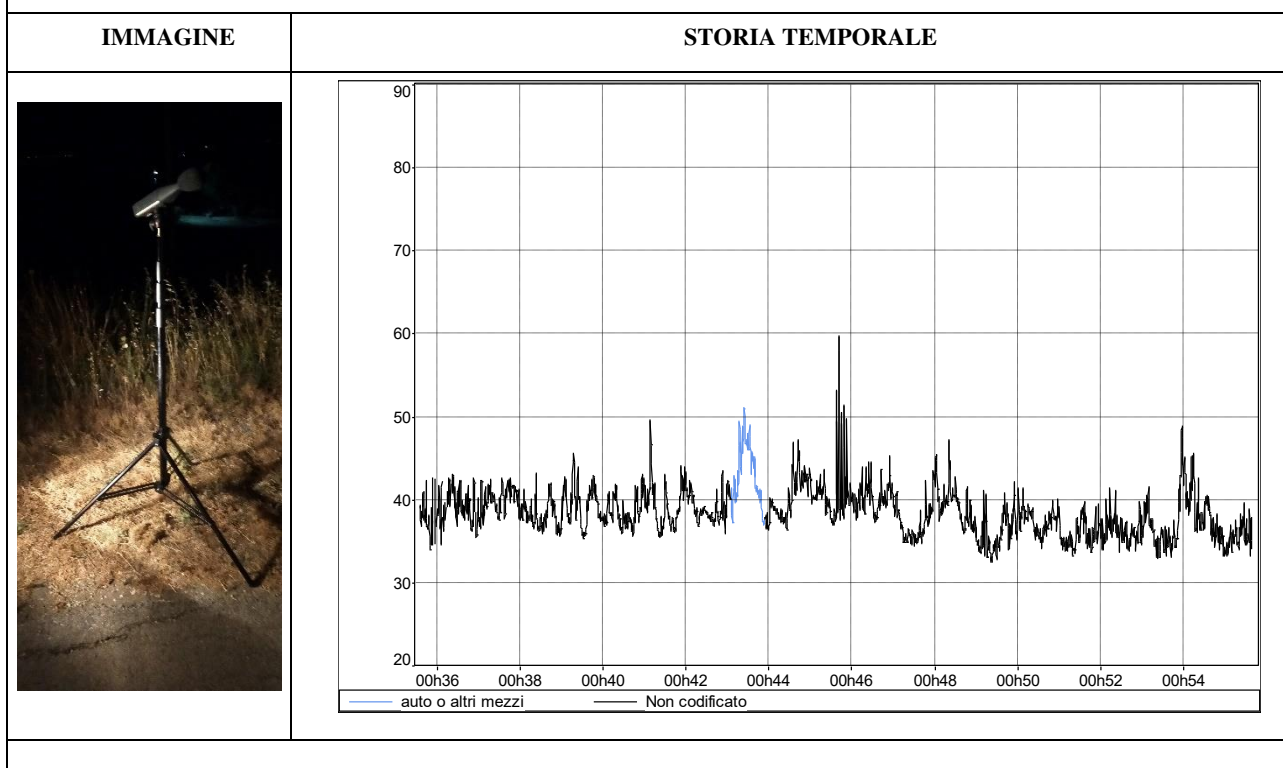 IMMAGINE
STORIA TEMPORALE
90
80
70
60
50
40
30
20
00h36 00h38 00h40 00h42 00h44 00h46 00h48 00h50 00h52 00h54
auto o altri mezzi Non codificato